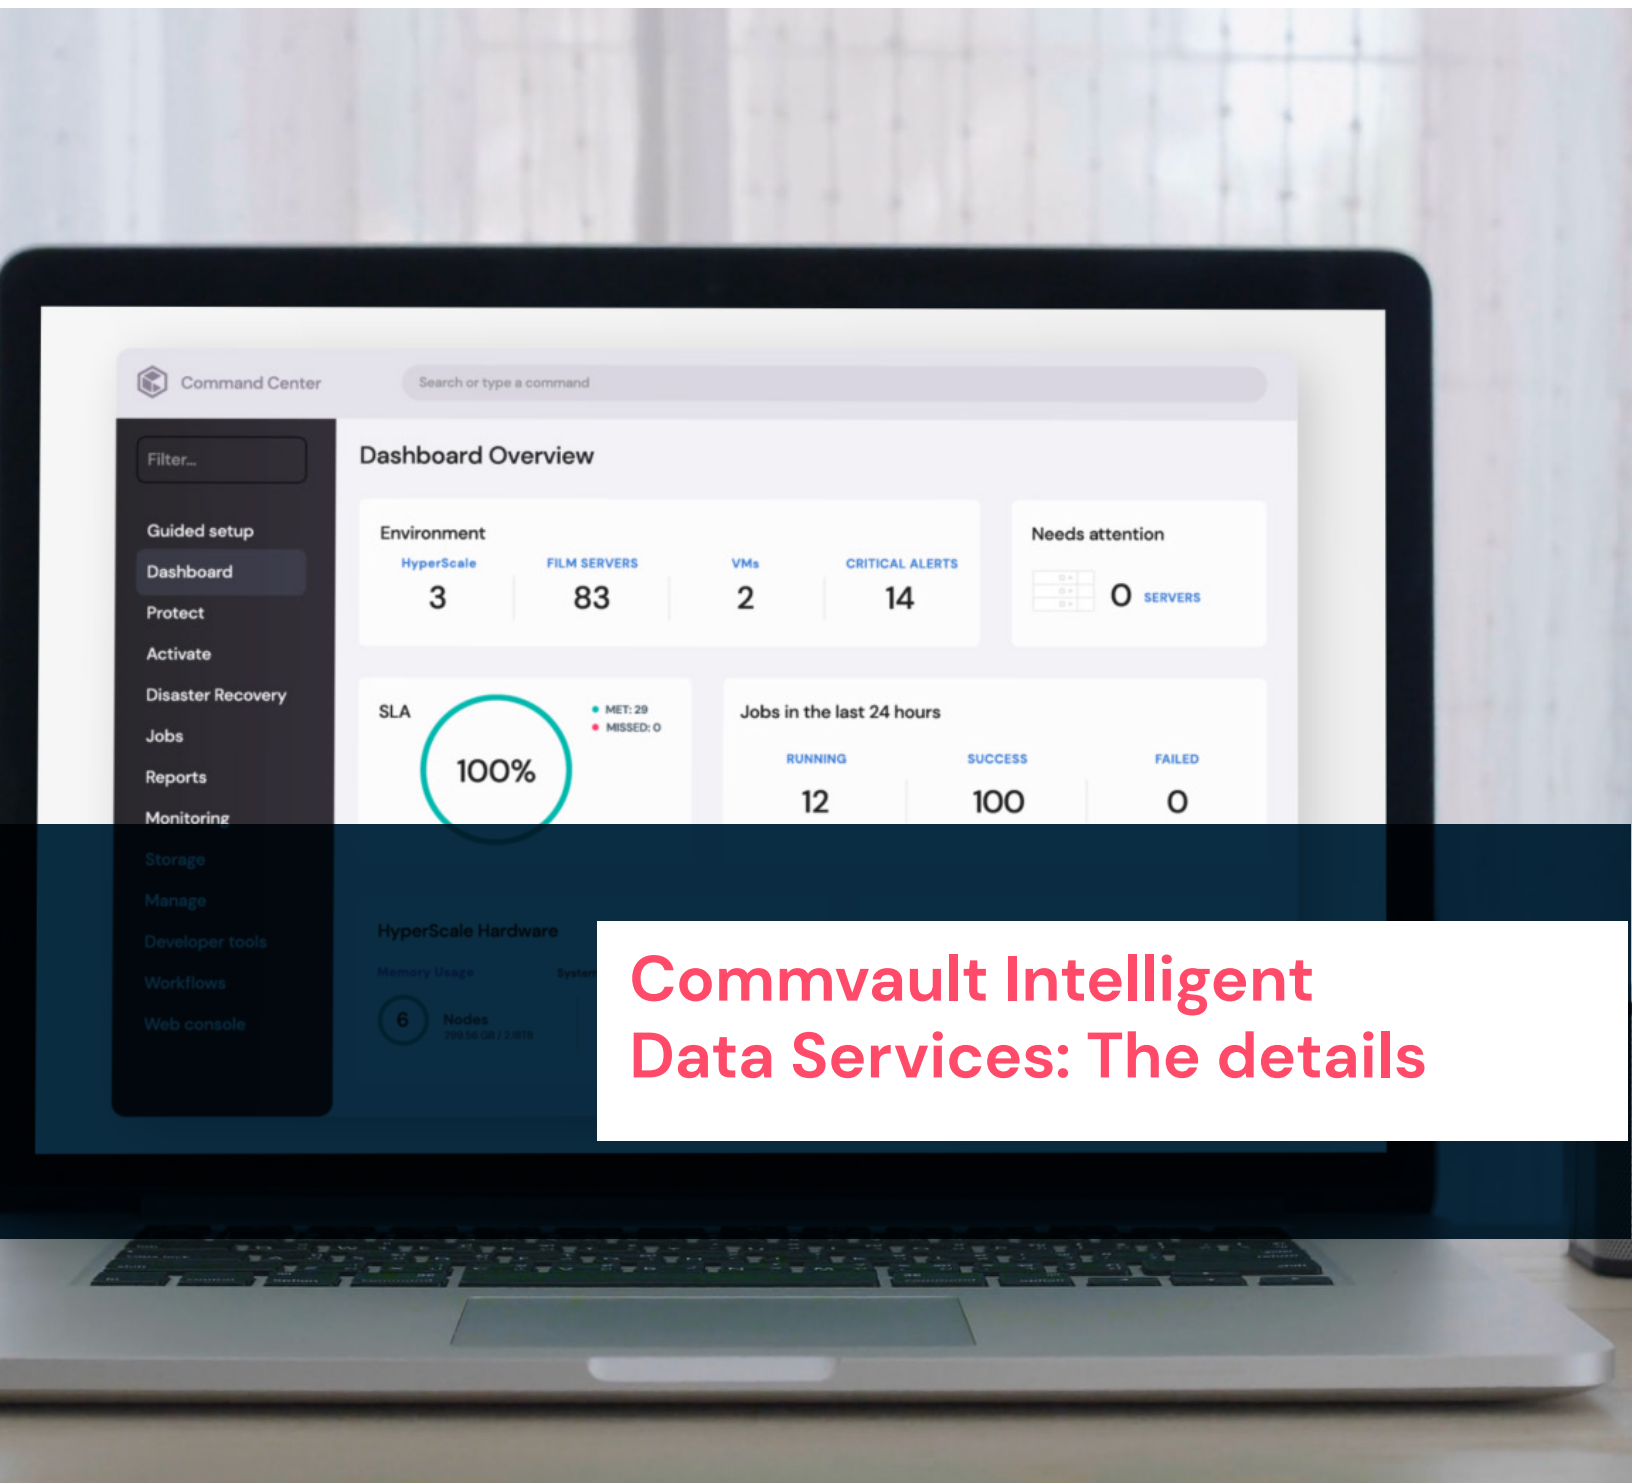 Command Center
Search or type a command
Filter...
Guided setup
Dashboard
Protect
Activate
Disaster Recovery
Jobs
Reports
Monitoring
Storage
Manage
Developer tools
Workflows
Web console
Dashboard Overview
Environment
HyperScale
3
FILM SERVERS
83
VMs
2
CRITICAL ALERTS
14
Needs attention
0 SERVERS
SLA
100%
MET: 29
MISSED: 0
Jobs in the last 24 hours
RUNNING
12
SUCCESS
100
FAILED
0
HyperScale Hardware
Memory Usage
System
6
Nodes
Commvault Intelligent
Data Services: The details